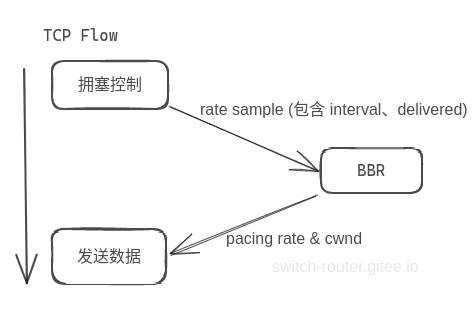 TCP Flow
拥塞控制
rate sample (包含 interval、delivered)
BBR
pacing rate & cwnd
发送数据
switch-router.gitee.io